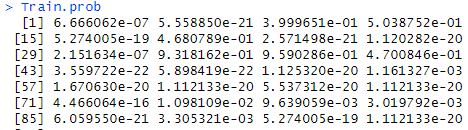 > Train.prob
[1] 6.666062e-07 5.558850e-21 3.999651e-01 5.038752e-01
[15] 5.274005e-19 4.680789e-01 2.571498e-21 1.120282e-20
[29] 2.151634e-07 9.318162e-01 9.590286e-01 4.700846e-01
[43] 3.559722e-22 5.898419e-22 1.125320e-20 1.161327e-03
[57] 1.670630e-20 1.112133e-20 5.537312e-20 1.112133e-20
[71] 4.466064e-16 1.098109e-02 9.639059e-03 3.019792e-03
[85] 6.059550e-21 3.305321e-03 5.274005e-19 1.112133e-20